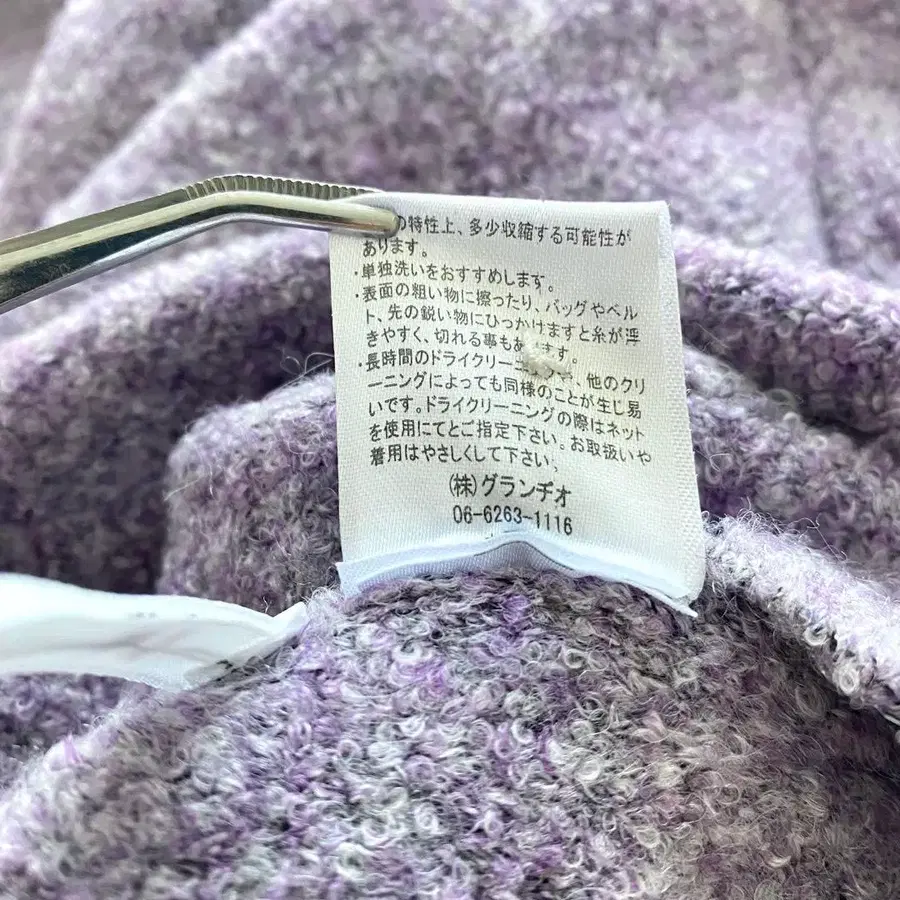 の特性上、多少収縮する可能性が
あります。
・単独洗いをおすすめします。
・表面の粗い物に擦ったり、バッグやベル
ト、先の鋭い物にひっかけますと糸が浮
きやすく、切れる事もあります。
・長時間のドライクリーニ や、他のクリ
ーニングによっても同様のことが生じ易
いです。ドライクリーニングの際はネット
を使用にてとご指定下さい。お取扱いや
着用はやさしくして下さい。
(株)グランヂオ
06-6263-1116